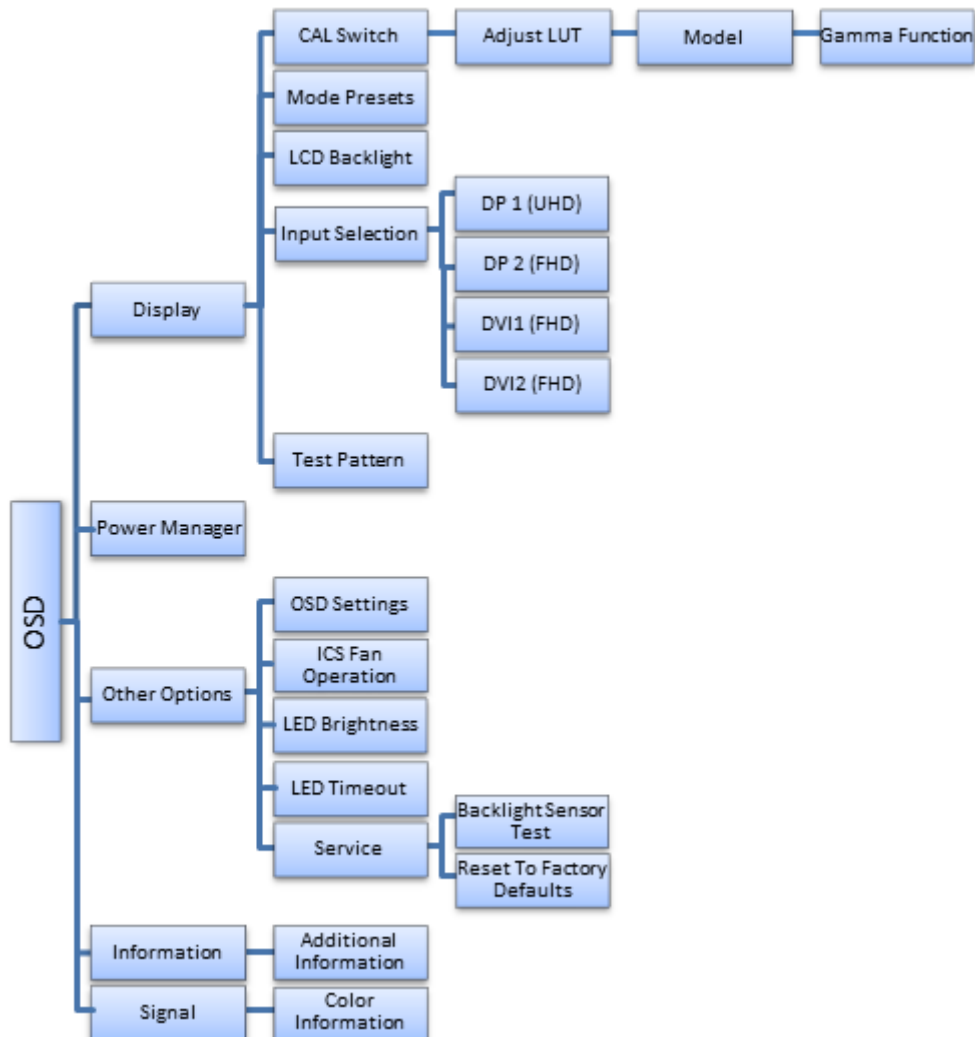 CAL Switch
Adjust LUT
Model
Gamma Function
Mode Presets
LCD Backlight
Input Selection
DP 1 (UHD)
DP 2 (FHD)
DVI1 (FHD)
DVI2 (FHD)
Display
Test Pattern
Power Manager
OSD
OSD Settings
ICS Fan
Operation
Other Options
LED Brightness
LED Timeout
Service
Backlight Sensor
Test
Reset To Factory
Defaults
Information
Additional
Information
Signal
Color
Information